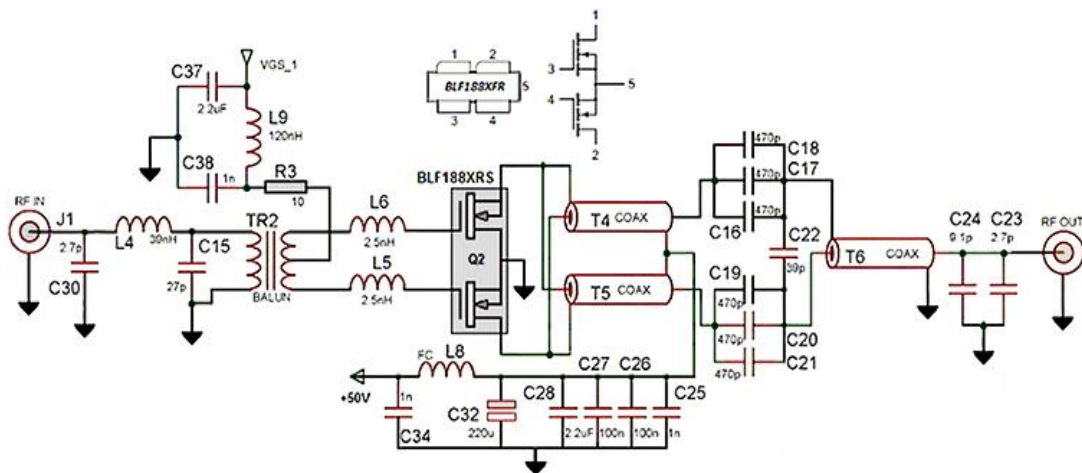 C37
VGS_1
2.2uF
L9
120nH
C38
1n
R3
10
1
2
BLF188XFR
5
3
4
1
3
5
4
2
RF IN
J1
2.7p
C30
L4
39nH
C15
27p
TR2
BALUN
L6
2.5nH
L5
2.5nH
BLF188XRS
Q2
T4 COAX
T5 COAX
470p
C18
C17
470p
470p
C16
C22
39p
C19
470p
C20
470p
C21
470p
T6 COAX
C24
9.1p
C23
2.7p
RF OUT
FC
L8
+50V
1n
C34
C32
220u
C28
2.2uF
C27
100n
C26
100n
C25
1n